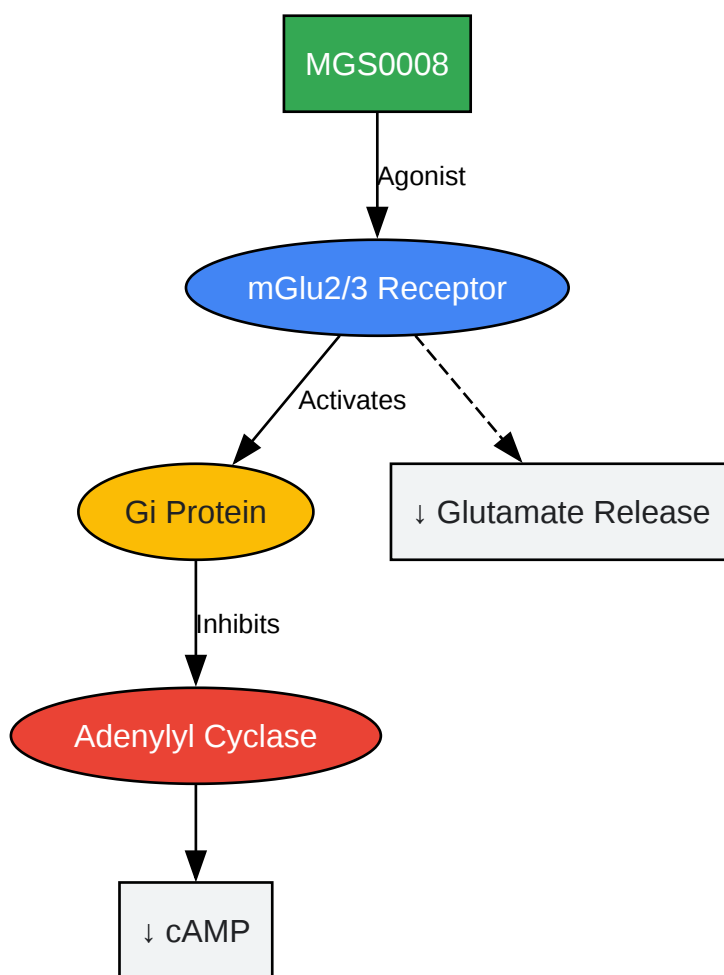 MGS0008
Agonist
mGlu2/3 Receptor
Activates
Gi Protein
↓ Glutamate Release
Inhibits
Adenylyl Cyclase
↓ cAMP